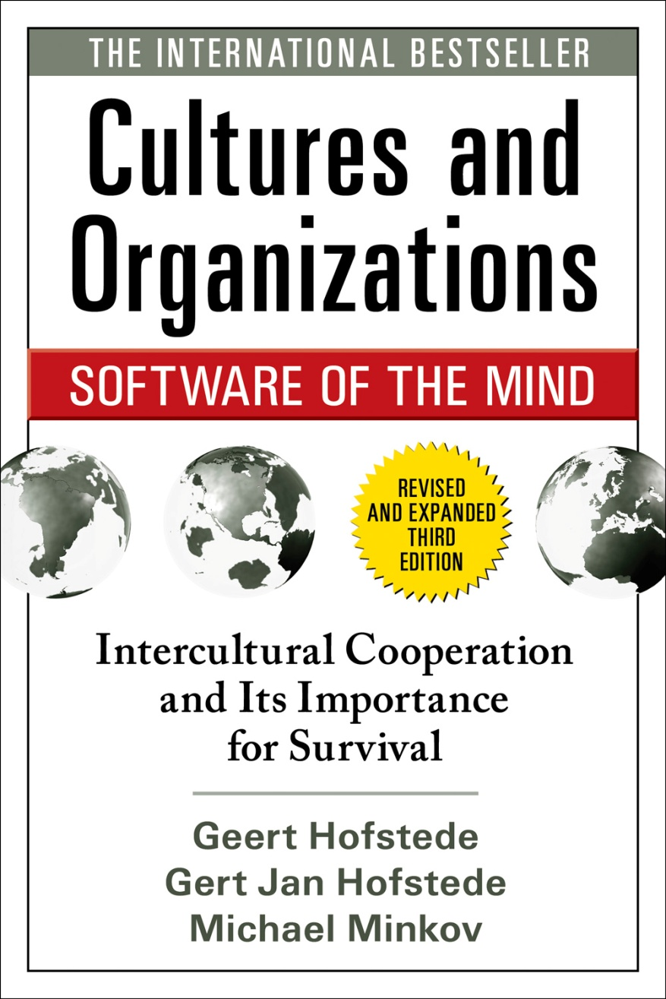 THE INTERNATIONAL BESTSELLER
Cultures and
Organizations
SOFTWARE OF THE MIND
REVISED
AND EXPANDED
THIRD
EDITION
Intercultural Cooperation
and Its Importance
for Survival
Geert Hofstede
Gert Jan Hofstede
Michael Minkov